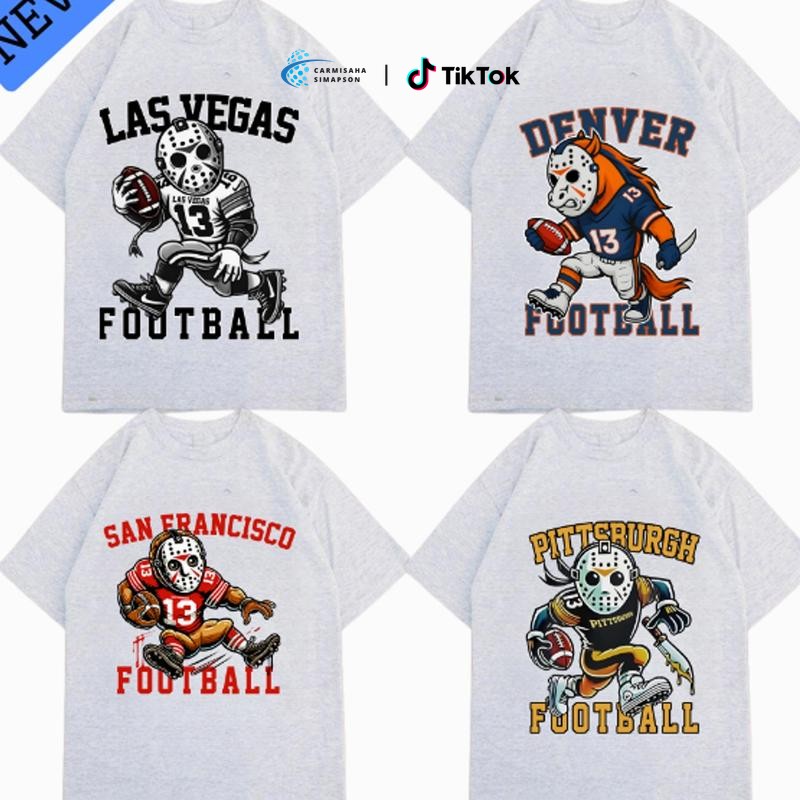 NEW
CARMISAHA
SIMAPSON
|
TikTok
LAS VEGAS
LAS VEGAS
13
FOOTBALL
DENVER
13
13
FOOTBALL
SAN FRANCISCO
13
13
13
FOOTBALL
PITTSBURGH
PITTSBURGH
FOOTBALL